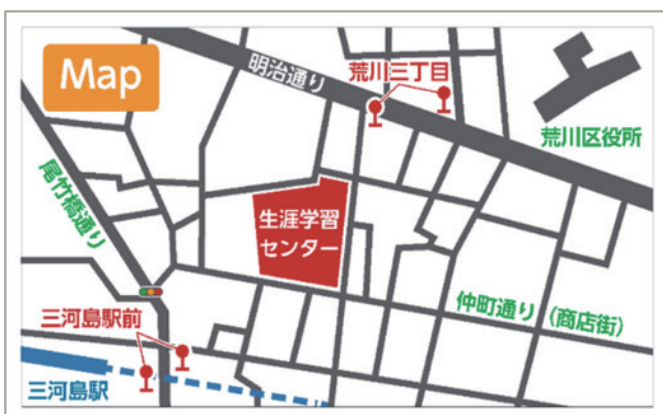 Map
明治通り
荒川三丁目
荒川区役所
尾竹橋通り
生涯学習
センター
仲町通り（商店街）
三河島駅前
三河島駅